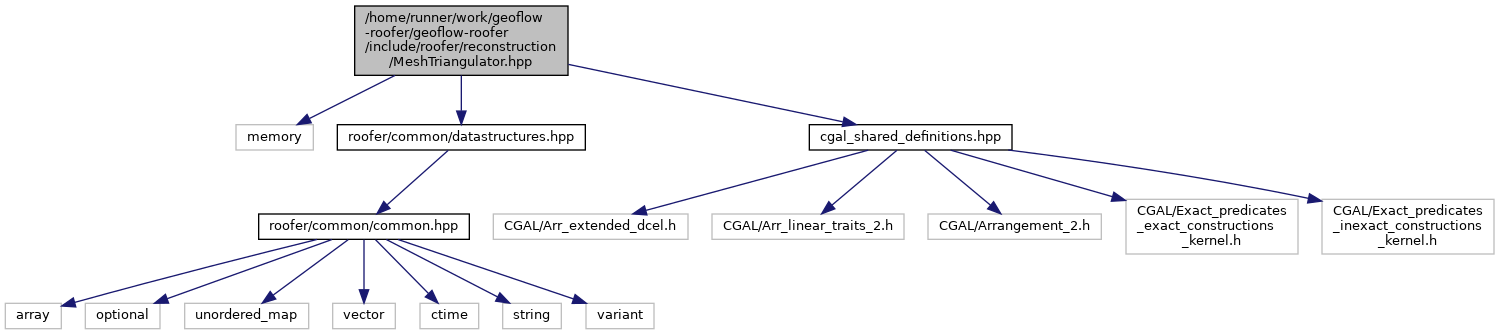 /home/runner/work/geoflow
-roofer/geoflow-roofer
/include/roofer/reconstruction
/MeshTriangulator.hpp
memory
roofer/common/datastructures.hpp
cgal_shared_definitions.hpp
roofer/common/common.hpp
CGAL/Arr_extended_dcel.h
CGAL/Arr_linear_traits_2.h
CGAL/Arrangement_2.h
CGAL/Exact_predicates
_exact_constructions
_kernel.h
CGAL/Exact_predicates
_inexact_constructions
_kernel.h
array
optional
unordered_map
vector
ctime
string
variant